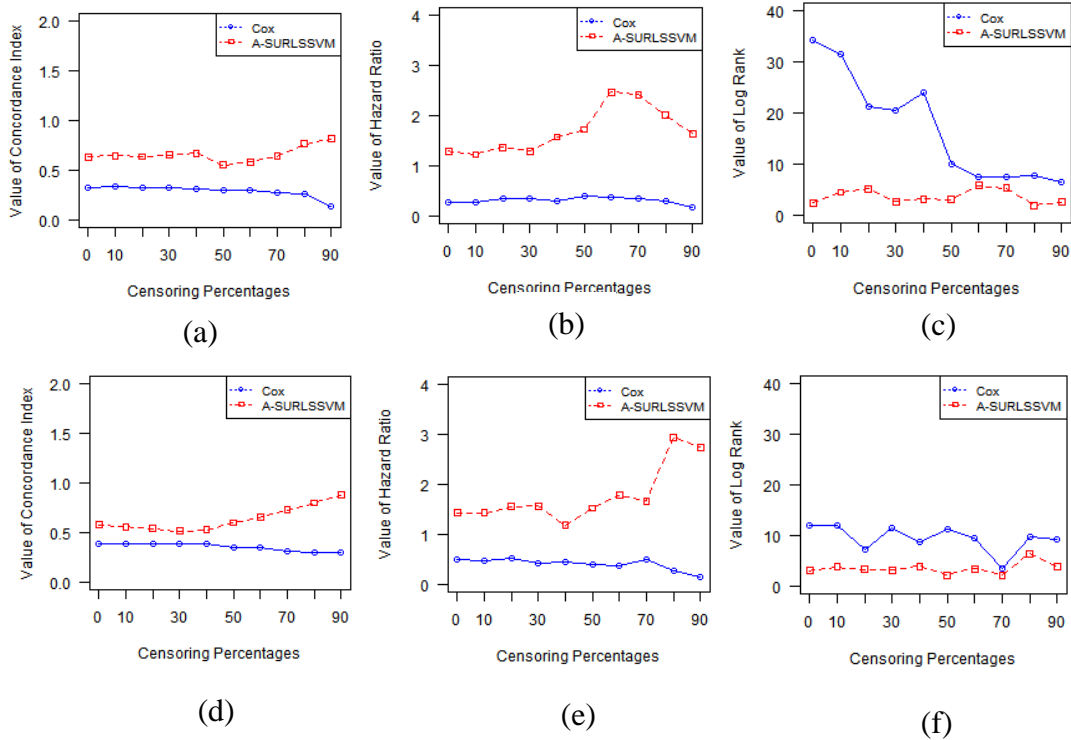 Value of Concordance Index
2.0
1.5
1.0
0.5
0.0
Cox
A-SURLSSVM
0 10 30 50 70 90
Censoring Percentages
(a)
Value of Hazard Ratio
4
3
2
1
0
Cox
A-SURLSSVM
0 10 30 50 70 90
Censoring Percentages
(b)
Value of Log Rank
40
30
20
10
0
Cox
A-SURLSSVM
0 10 30 50 70 90
Censoring Percentages
(c)
Value of Concordance Index
2.0
1.5
1.0
0.5
0.0
Cox
A-SURLSSVM
0 10 30 50 70 90
Censoring Percentages
(d)
Value of Hazard Ratio
4
3
2
1
0
Cox
A-SURLSSVM
0 10 30 50 70 90
Censoring Percentages
(e)
Value of Log Rank
40
30
20
10
0
Cox
A-SURLSSVM
0 10 30 50 70 90
Censoring Percentages
(f)